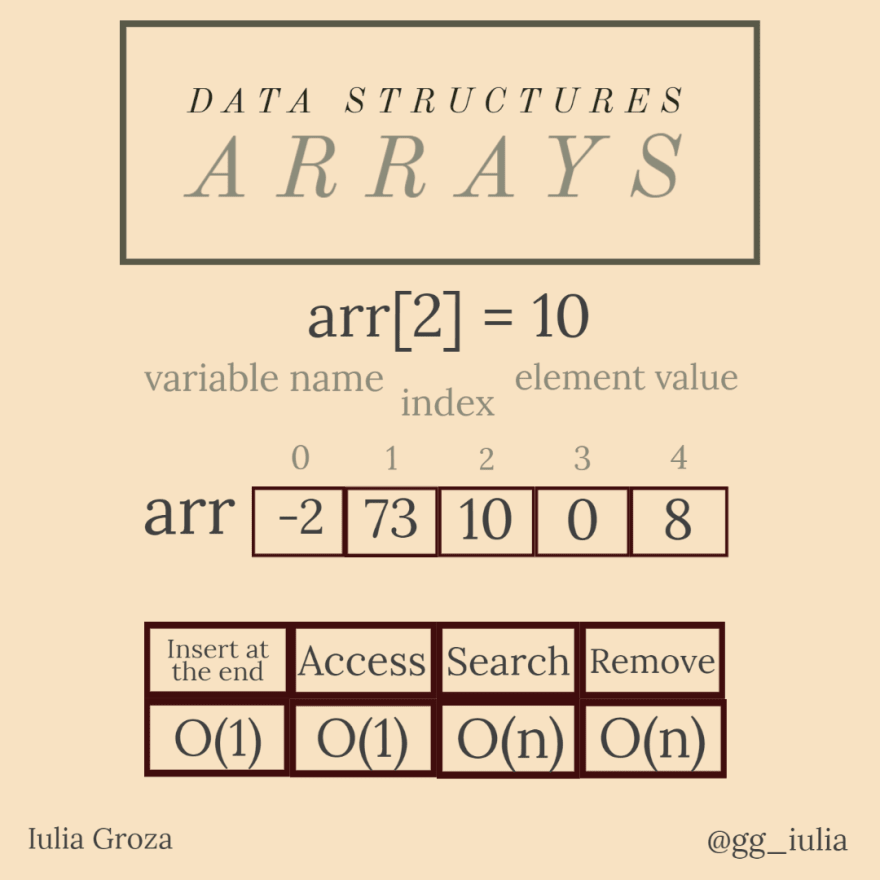 DATA STRUCTURES
ARRAYS
arr[2] = 10
variable name index element value
0 1 2 3 4
arr -2 73 10 0 8
Insert at the end Access Search Remove
O(1) O(1) O(n) O(n)
Iulia Groza @gg_iulia